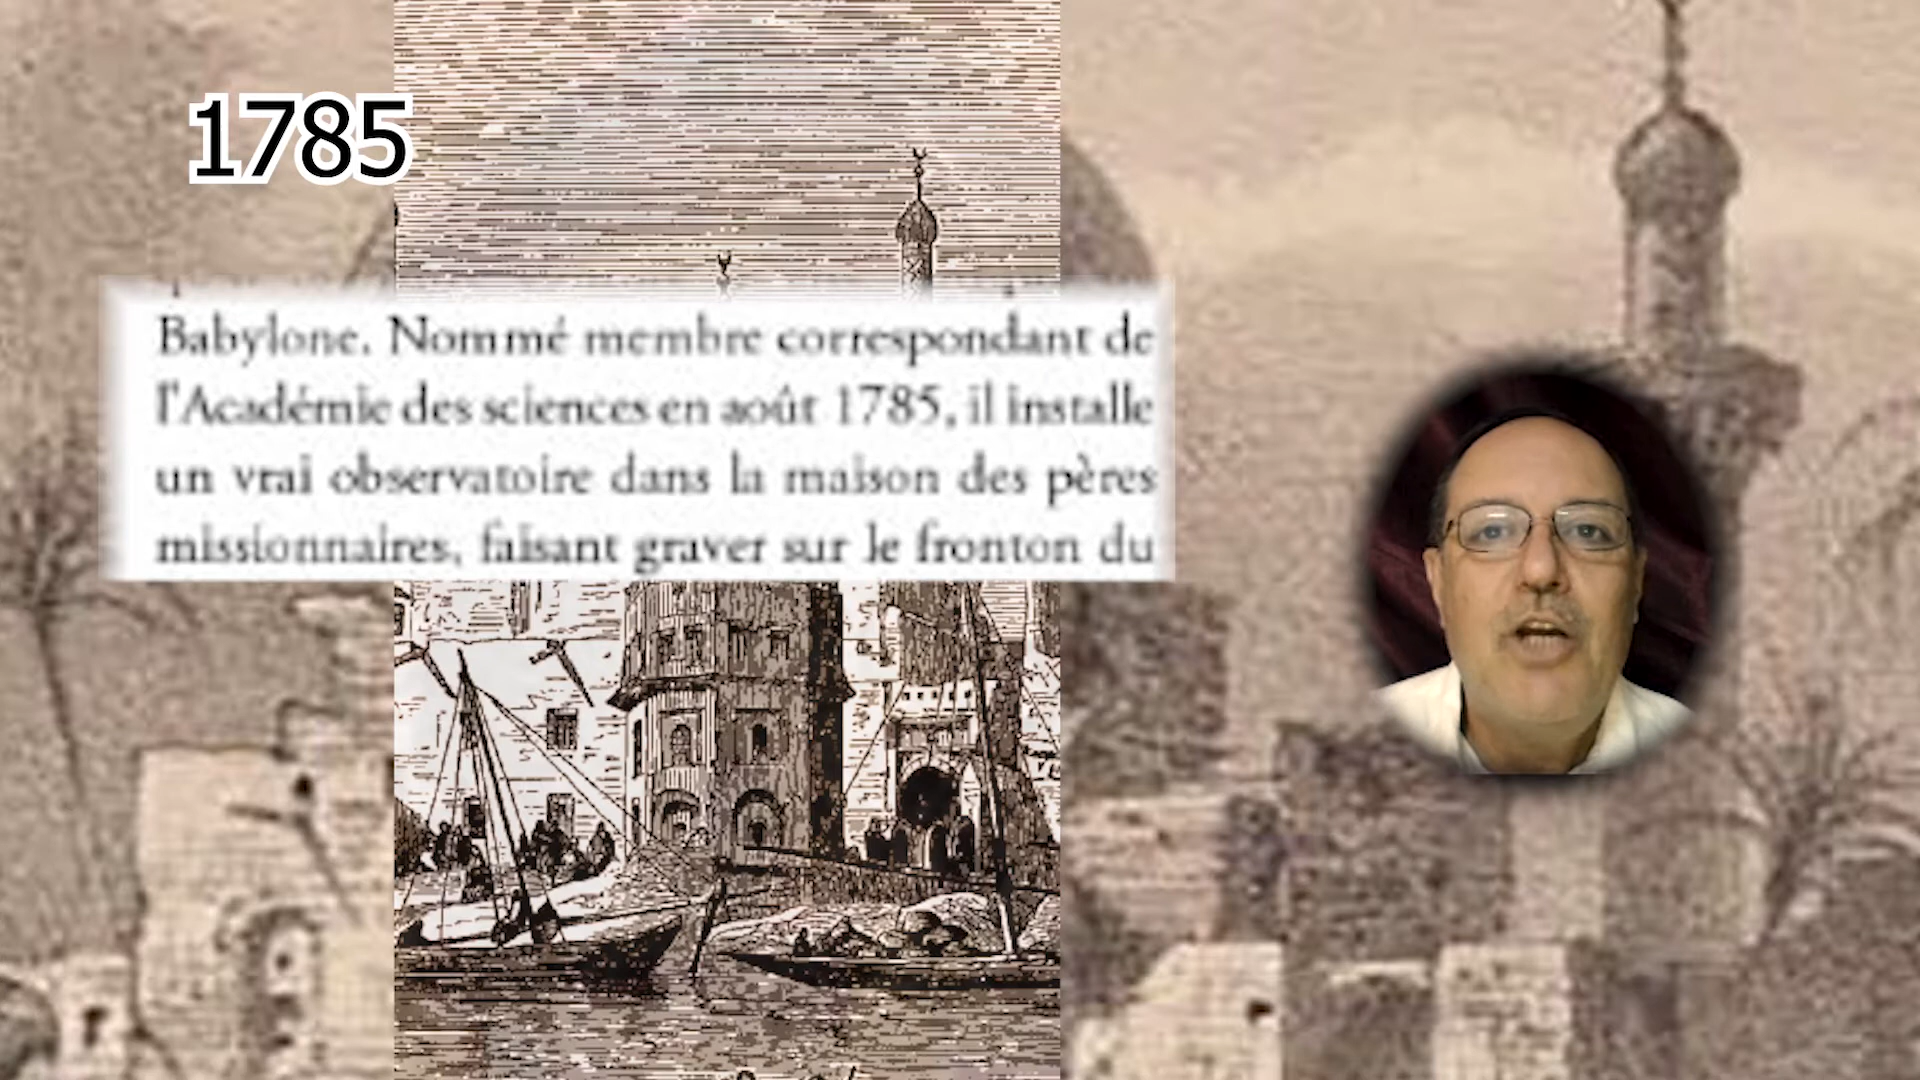 1785
Babylone. Nommé membre correspondant de
l'Académie des sciences en août 1785, il installe
un vrai observatoire dans la maison des pères
missionnaires, faisant graver sur le fronton du